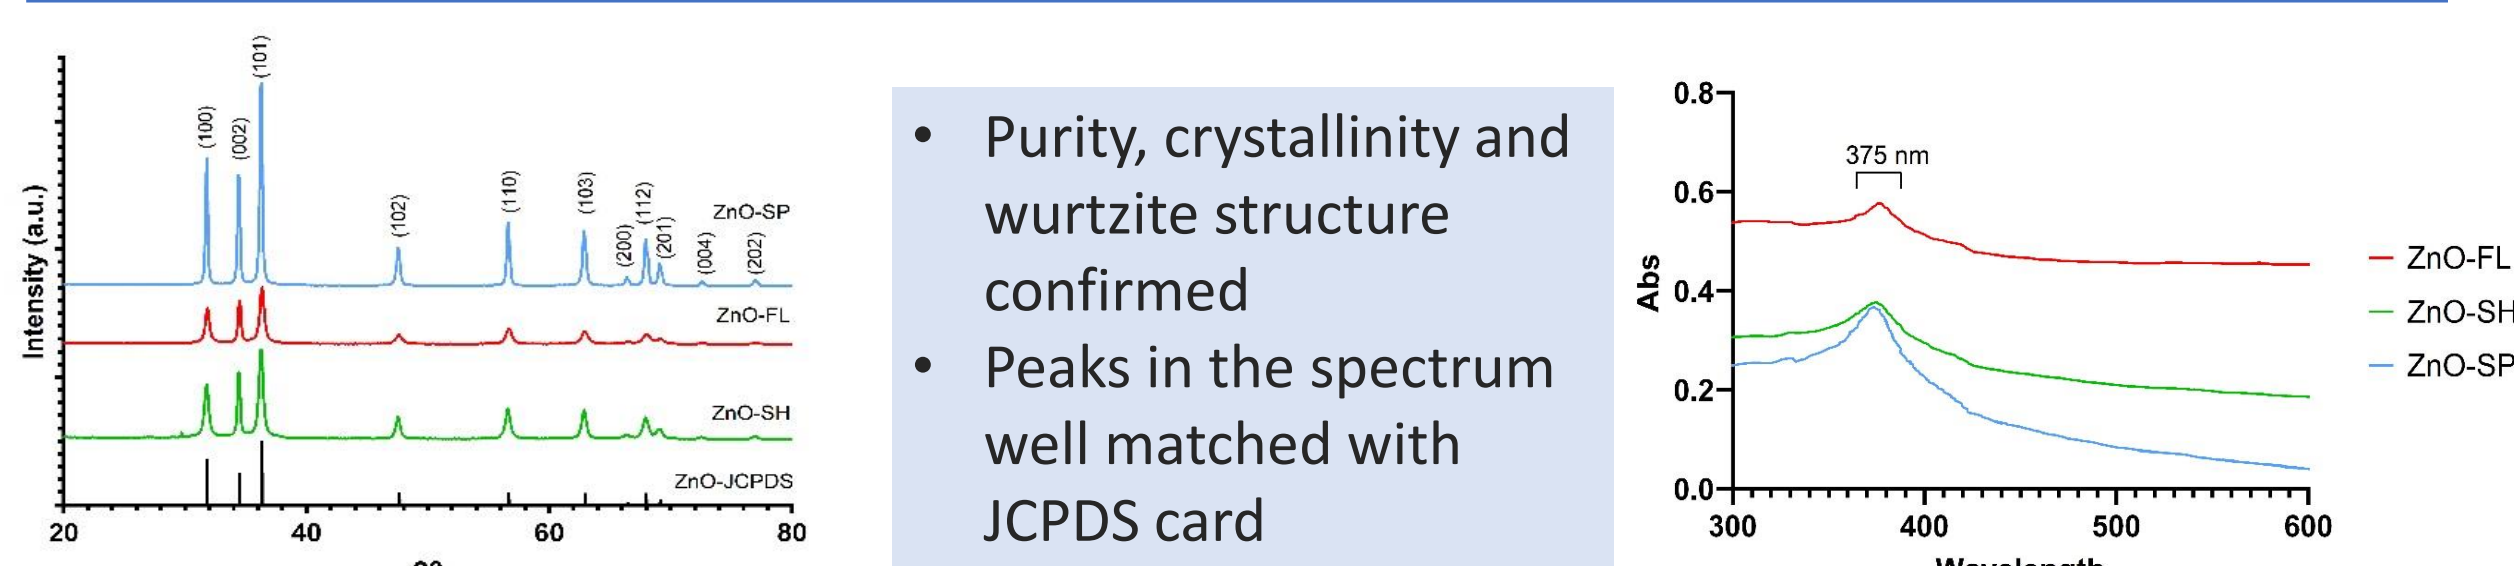 (101)
(100)
(002)
(102)
(110)
(103)
(200)
(112)
(201)
(004)
(202)
ZnO-SP
ZnO-FL
ZnO-SH
ZnO-JCPDS
Intensity (a.u.)
20 40 60 80
• Purity, crystallinity and
wurtzite structure
confirmed
• Peaks in the spectrum
well matched with
JCPDS card
0.8
0.6
0.4
0.2
0.0
Abs
375 nm
300 400 500 600
Wavelength
ZnO-FL
ZnO-SH
ZnO-SP